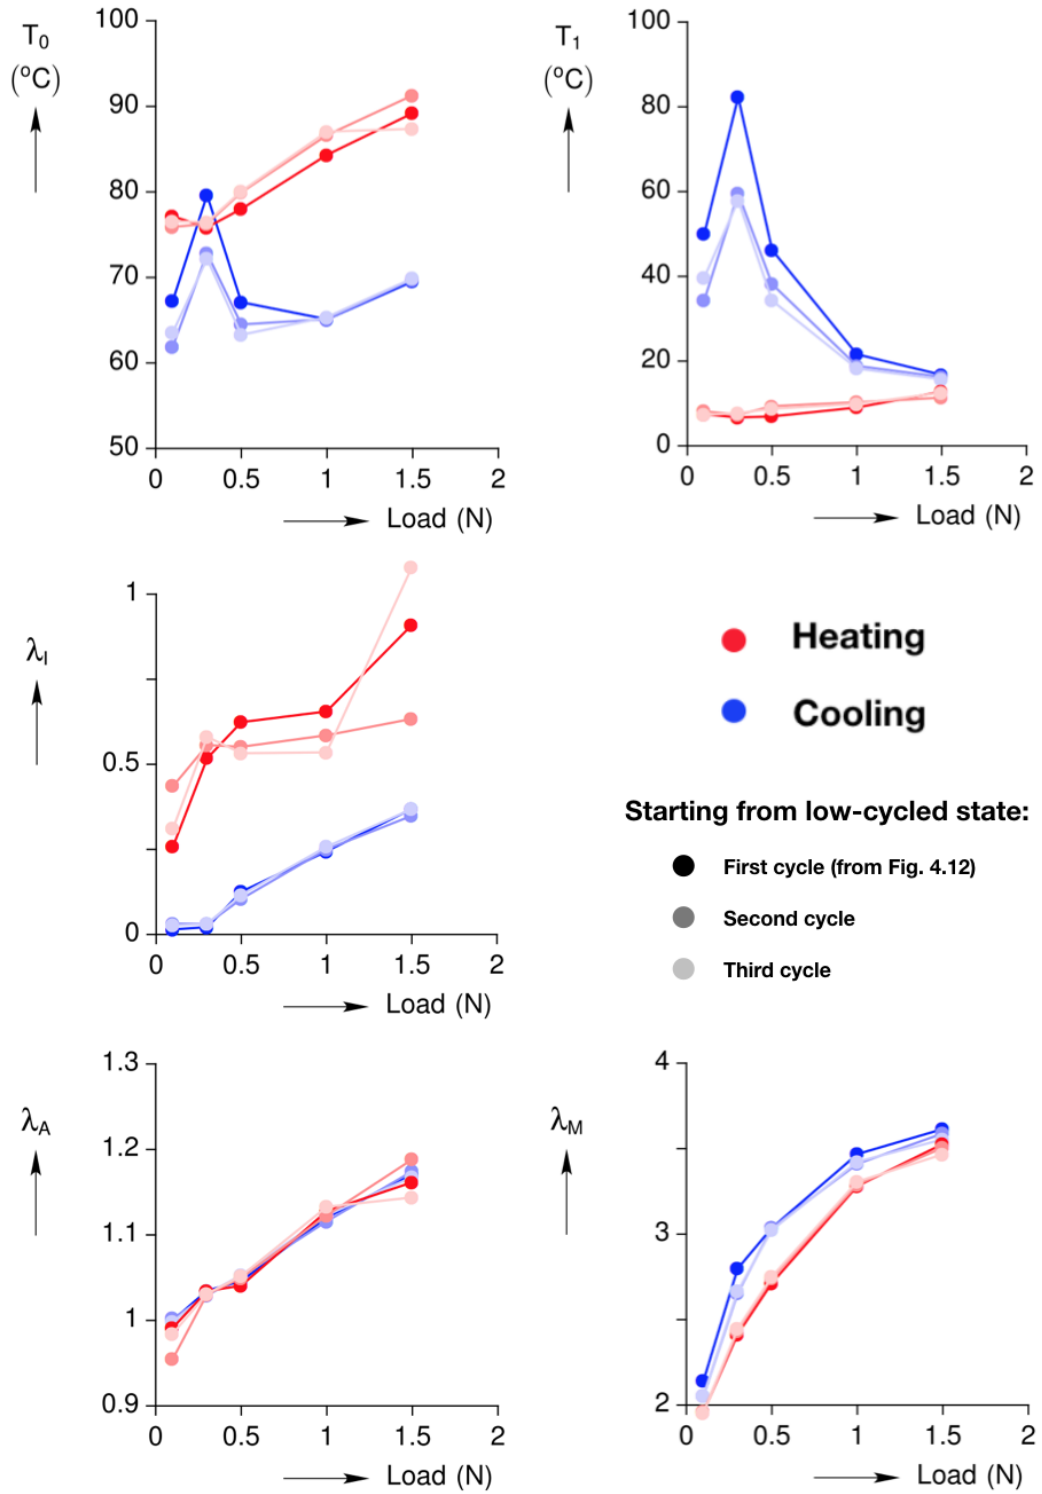 T₀
(°C)
100
90
80
70
60
50
0 0.5 1 1.5 2
Load (N)
T₁
(°C)
100
80
60
40
20
0
0 0.5 1 1.5 2
Load (N)
λI
1
0.5
0
0 0.5 1 1.5 2
Load (N)
Heating
Cooling
Starting from low-cycled state:
First cycle (from Fig. 4.12)
Second cycle
Third cycle
λA
1.3
1.2
1.1
1
0.9
0 0.5 1 1.5 2
Load (N)
λM
4
3
2
0 0.5 1 1.5 2
Load (N)